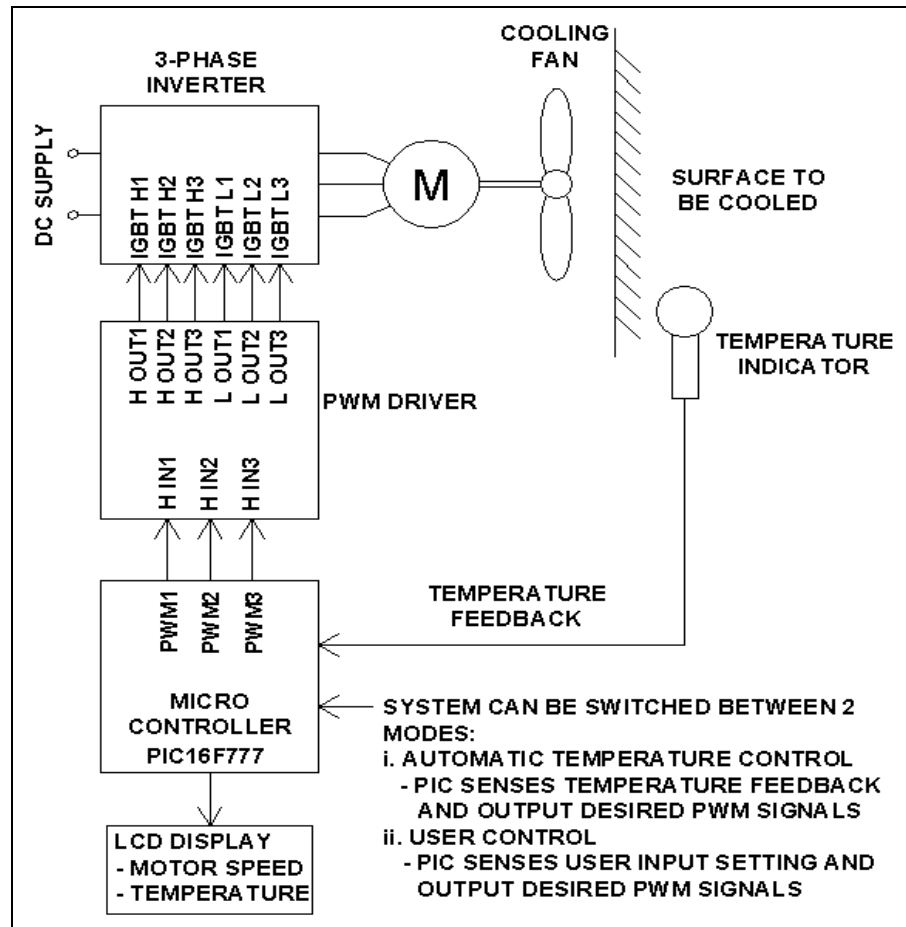 3-PHASE
INVERTER
COOLING
FAN
DC SUPPLY
IGBT H1
IGBT H2
IGBT H3
IGBT L1
IGBT L2
IGBT L3
M
SURFACE TO
BE COOLED
H OUT1
H OUT2
H OUT3
L OUT1
L OUT2
L OUT3
PWM DRIVER
TEMPERATURE
INDICATOR
H IN1
H IN2
H IN3
PWM1
PWM2
PWM3
TEMPERATURE
FEEDBACK
MICRO
CONTROLLER
PIC16F777
SYSTEM CAN BE SWITCHED BETWEEN 2
MODES:
i. AUTOMATIC TEMPERATURE CONTROL
- PIC SENSES TEMPERATURE FEEDBACK
AND OUTPUT DESIRED PWM SIGNALS
ii. USER CONTROL
- PIC SENSES USER INPUT SETTING AND
OUTPUT DESIRED PWM SIGNALS
LCD DISPLAY
- MOTOR SPEED
- TEMPERATURE